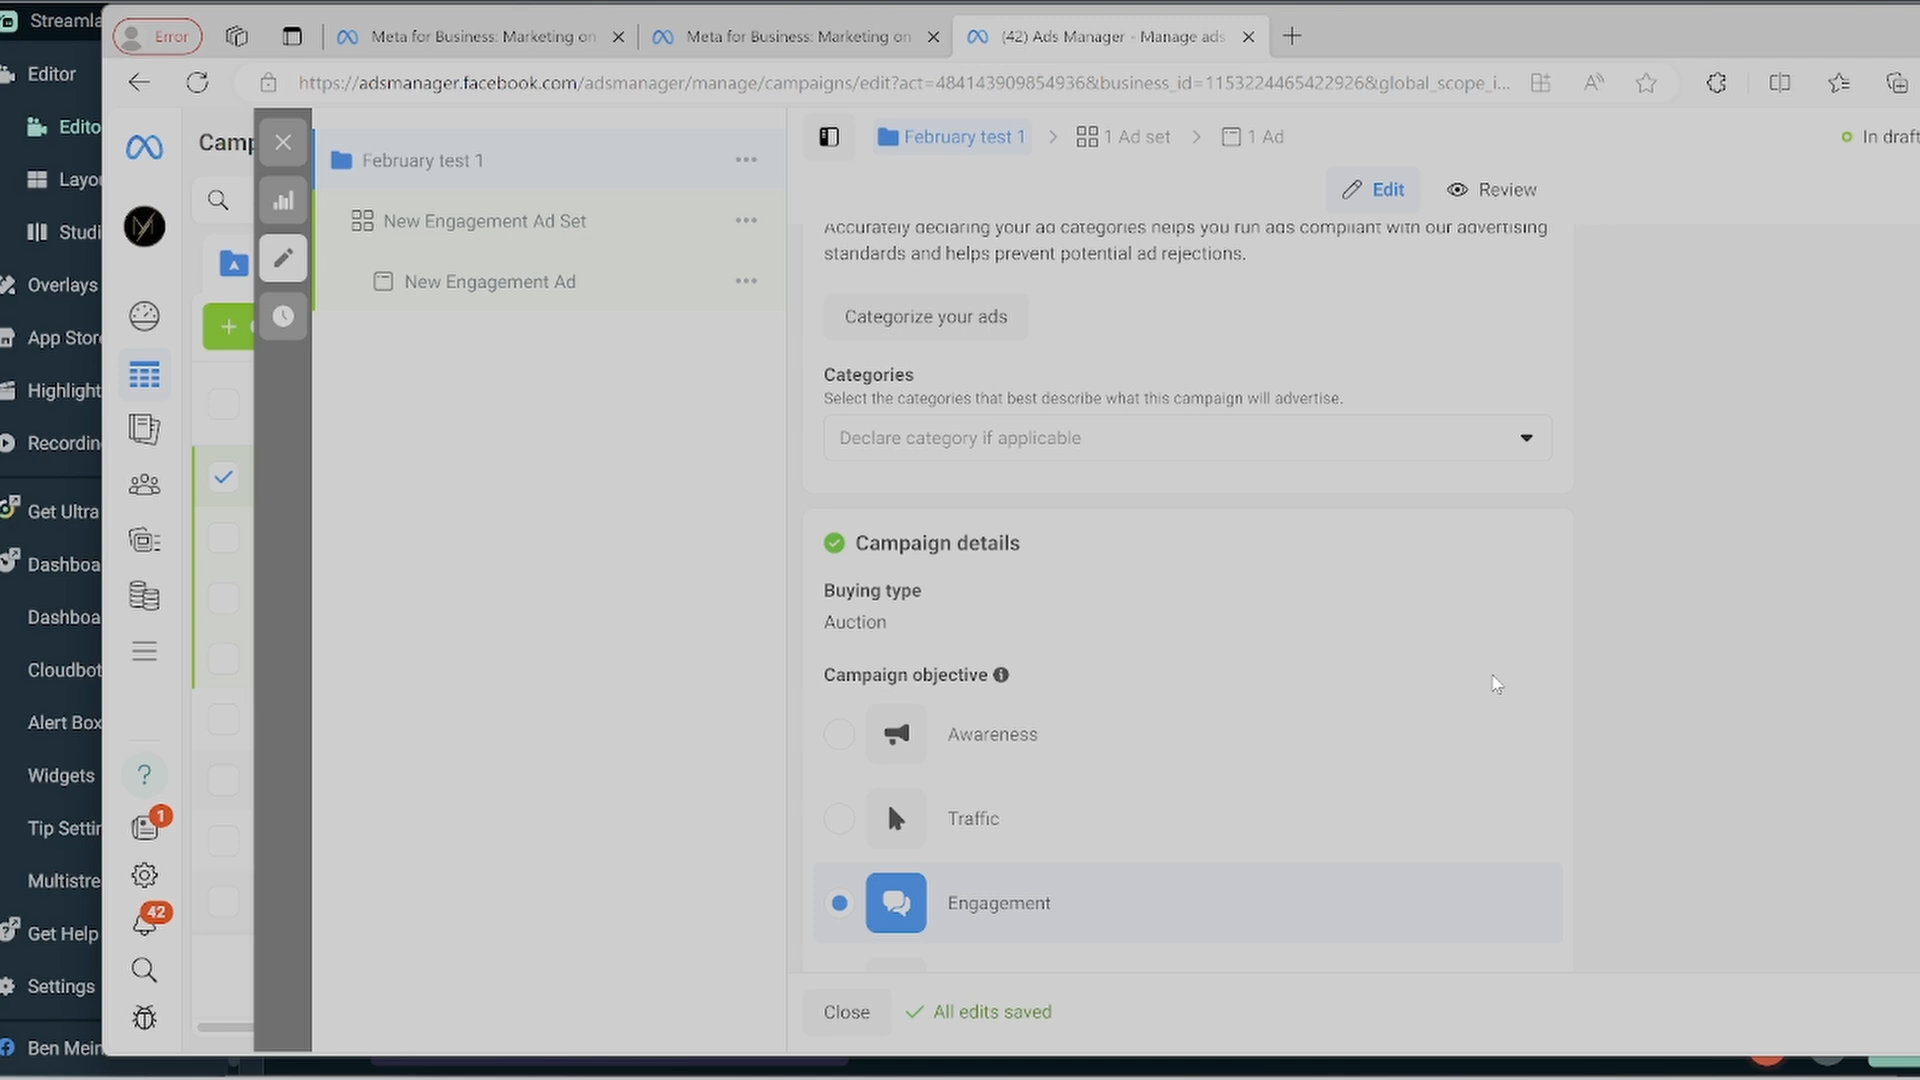 Streamla
Error
Meta for Business: Marketing on
Meta for Business: Marketing on
(42) Ads Manager - Manage ads
https://adsmanager.facebook.com/adsmanager/manage/campaigns/edit?act=484143909854936&business_id=1153224465422926&global_scope_i...
Editor
Edito
Layou
Studi
Overlays
App Store
Highlight
Recordin
Get Ultra
Dashboa
Dashboa
Cloudbot
Alert Box
Widgets
Tip Settin
Multistre
Get Help
Settings
Ben Mein
1
42
Camp
February test 1
New Engagement Ad Set
New Engagement Ad
February test 1
1 Ad set
1 Ad
In draft
Edit
Review
Accurately declaring your ad categories helps you run ads compliant with our advertising
standards and helps prevent potential ad rejections.
Categorize your ads
Categories
Select the categories that best describe what this campaign will advertise.
Declare category if applicable
Campaign details
Buying type
Auction
Campaign objective
Awareness
Traffic
Engagement
Close
All edits saved